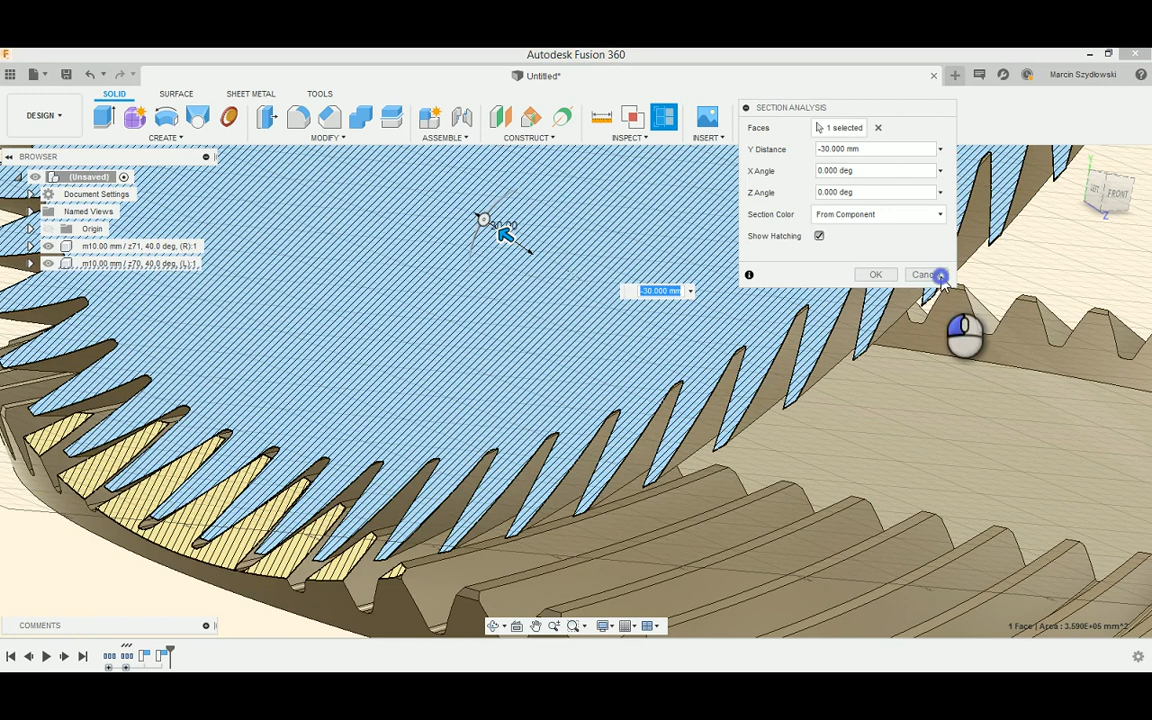 Autodesk Fusion 360
Untitled*
Marcin Szydlowski
DESIGN
SOLID
SURFACE
SHEET METAL
TOOLS
CREATE
MODIFY
ASSEMBLE
CONSTRUCT
INSPECT
INSERT
BROWSER
(Unsaved)
Document Settings
Named Views
Origin
m10.00 mm / z71, 40.0 deg, (R):1
m10.00 mm / z70, 40.0 deg, (L):1
SECTION ANALYSIS
Faces 1 selected
Y Distance -30.000 mm
X Angle 0.000 deg
Z Angle 0.000 deg
Section Color From Component
Show Hatching
OK
-30.000 mm
Y
FRONT
Z
COMMENTS
1 Face | Area : 3.590E+05 mm^2